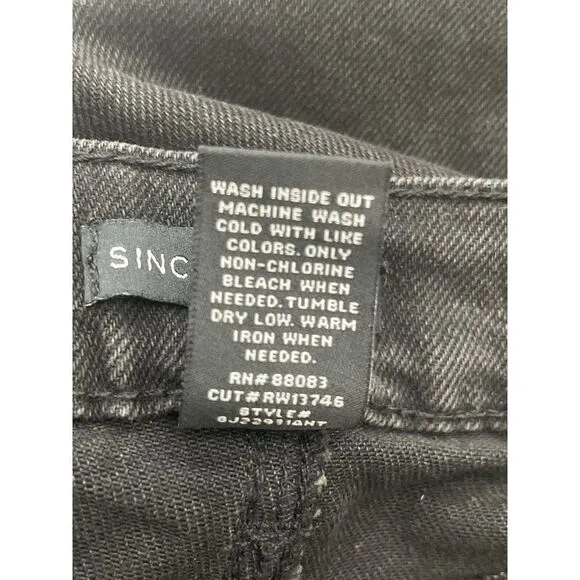 WASH INSIDE OUT
MACHINE WASH
COLD WITH LIKE
COLORS. ONLY
SINC
NON-CHLORINE
BLEACH WHEN
NEEDED. TUMBLE
DRY LOW. WARM
IRON WHEN
NEEDED.
RN# 88083
CUT# RW13746
STYLE#